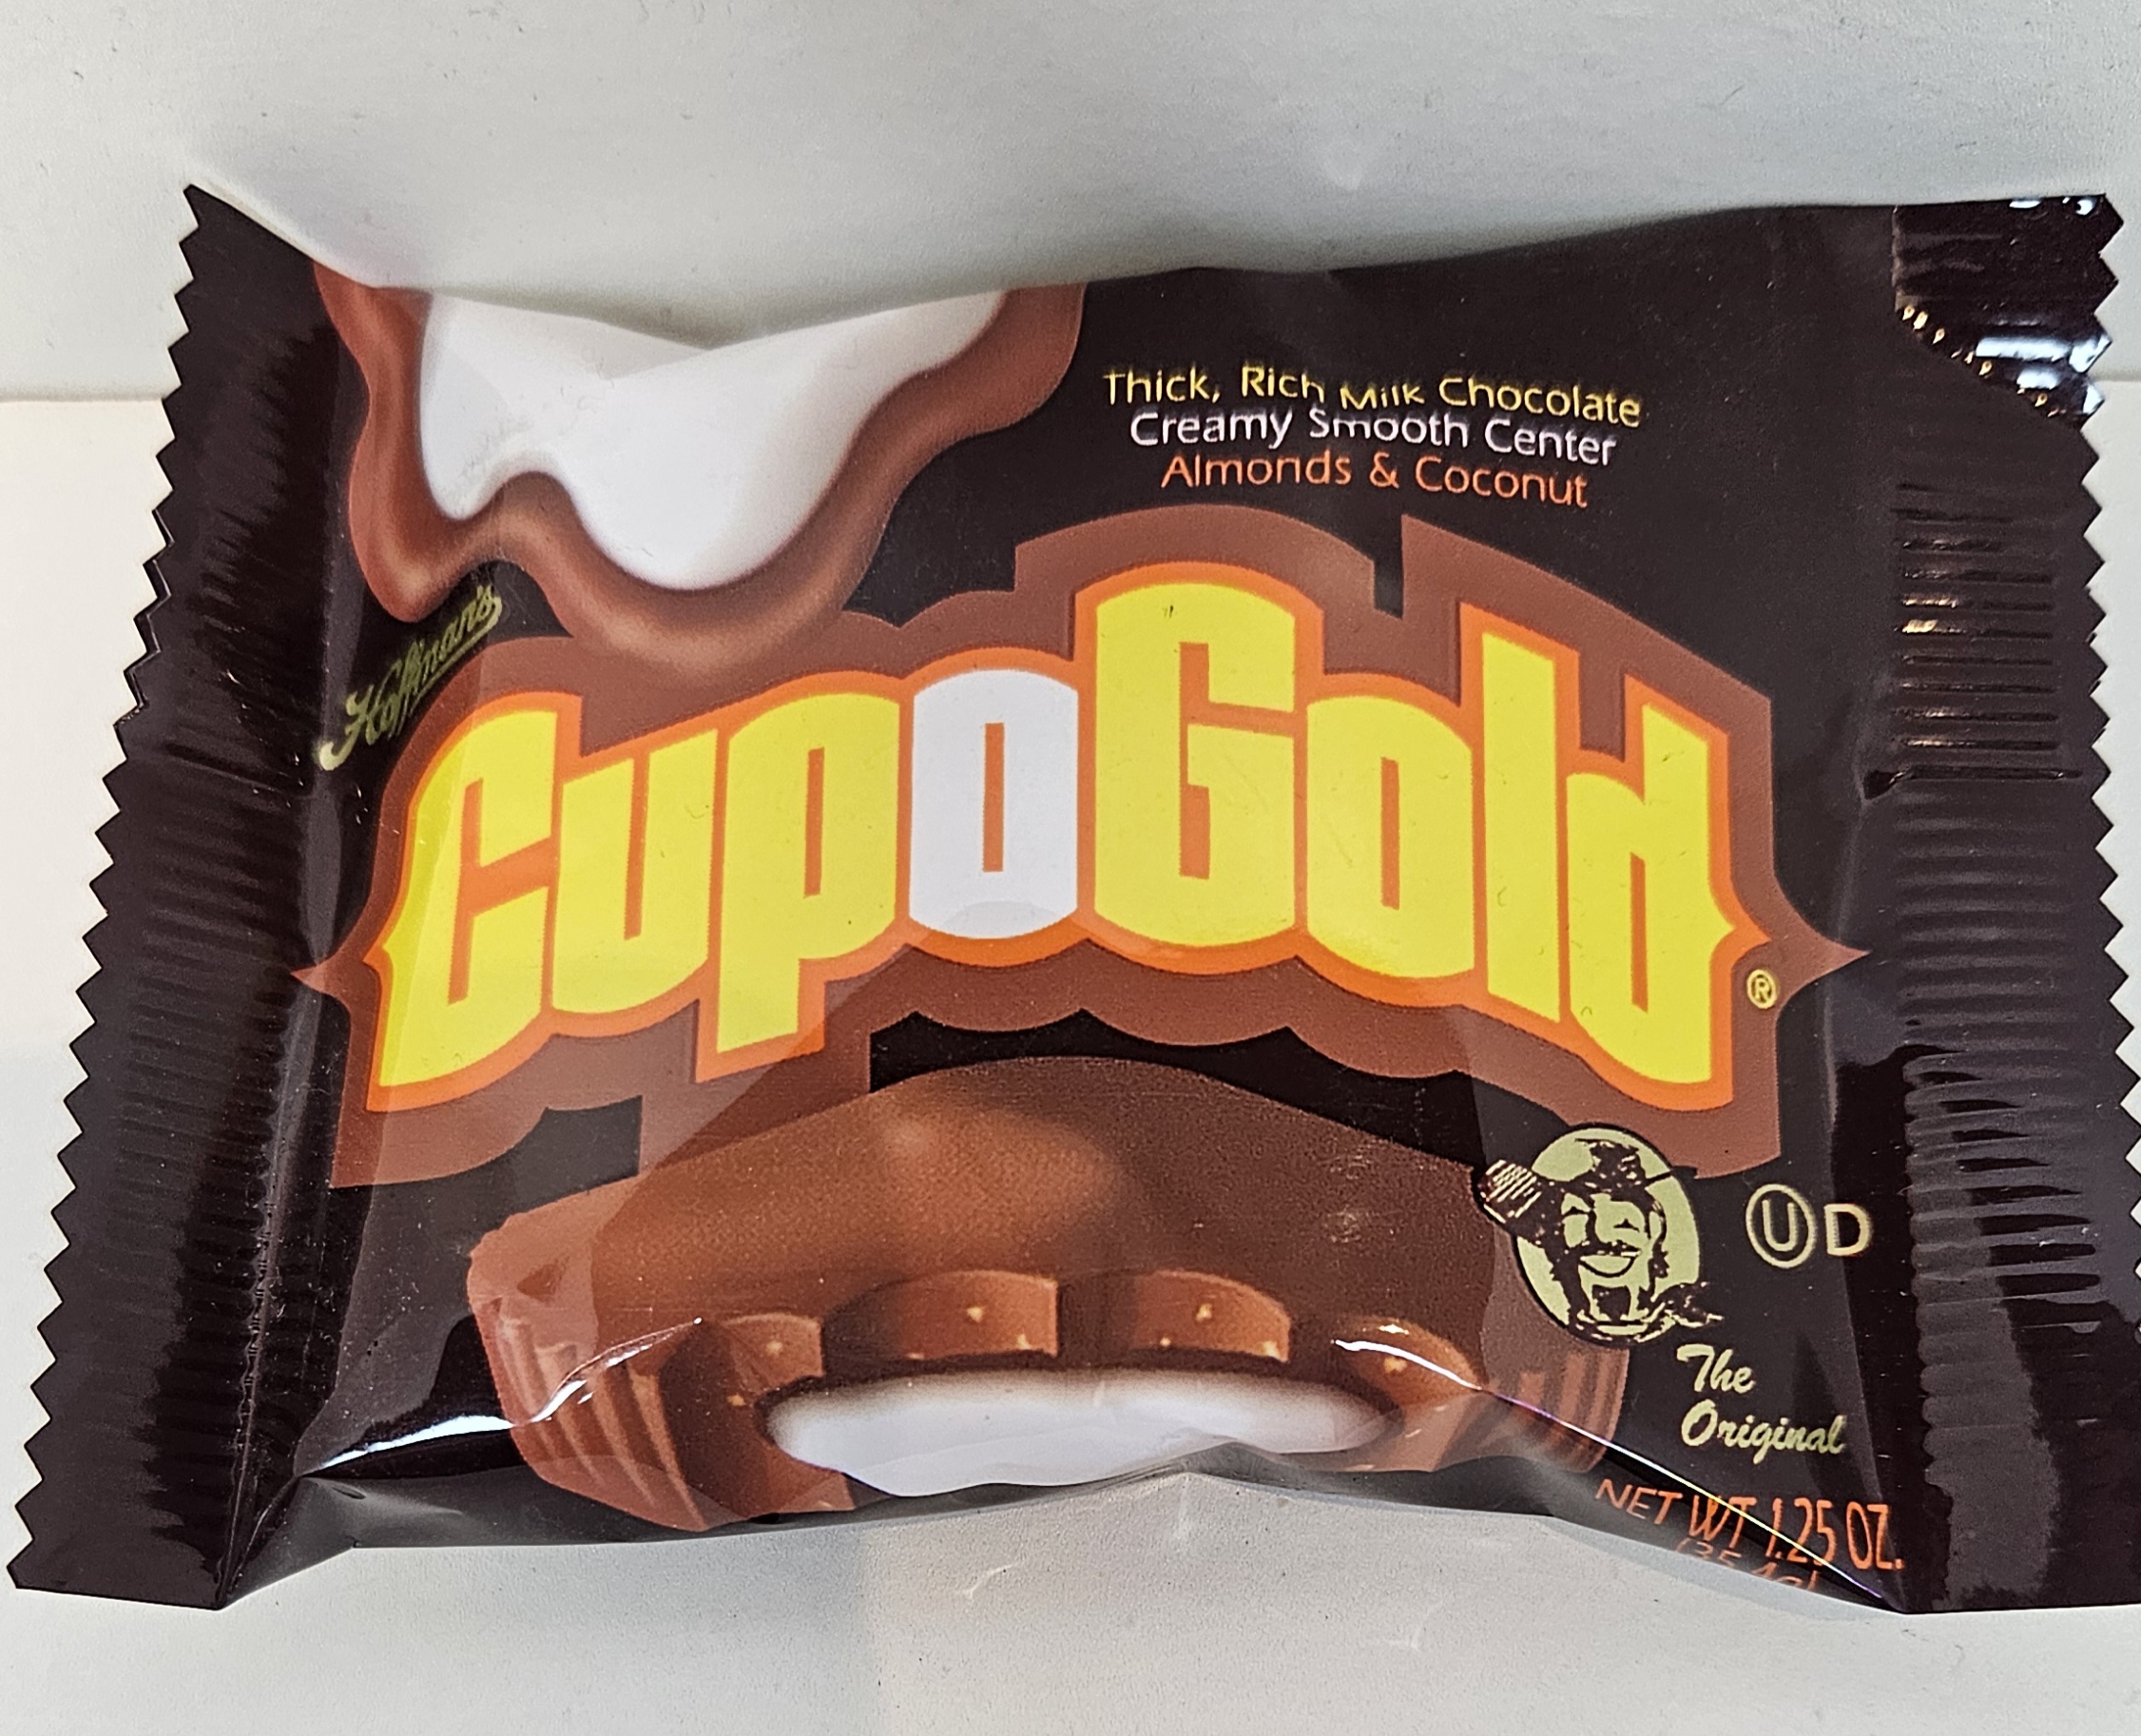 Thick, Rich Milk Chocolate
Creamy Smooth Center
Almonds & Coconut
Hoffman's
CupoGold®
UD
The
Original
NET WT 1.25 OZ.